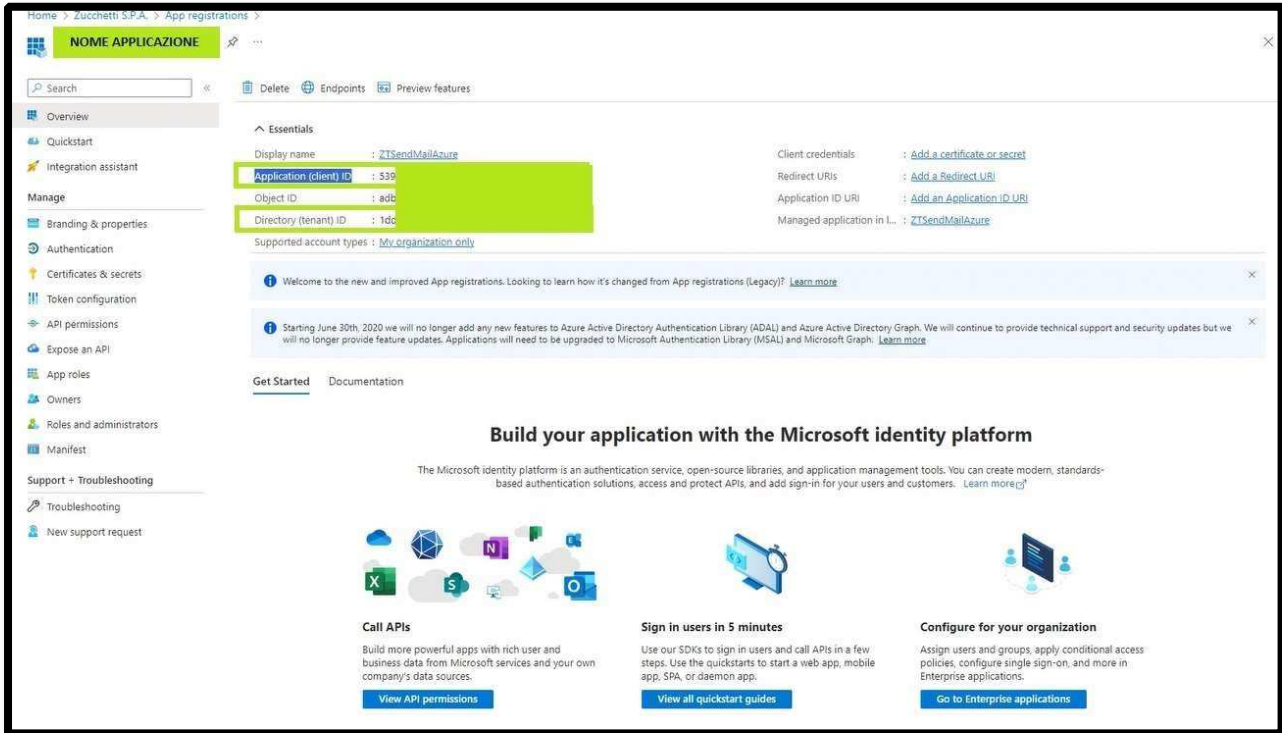 Home > Zucchetti S.P.A. > App registrations >
NOME APPLICAZIONE
Search
Delete Endpoints Preview features
Overview
Quickstart
Integration assistant
Manage
Branding & properties
Authentication
Certificates & secrets
Token configuration
API permissions
Expose an API
App roles
Owners
Roles and administrators
Manifest
Support + Troubleshooting
Troubleshooting
New support request
Essentials
Display name : ZTSendMailAzure
Application (client) ID : 539
Object ID : adb
Directory (tenant) ID
Supported account types : My organization only
Client credentials : Add a certificate or secret
Redirect URIs : Add a Redirect URI
Application ID URI : Add an Application ID URI
Managed application in l... : ZTSendMailAzure
Welcome to the new and improved App registrations. Looking to learn how it's changed from App registrations (Legacy)? Learn more
Starting June 30th, 2020 we will no longer add any new features to Azure Active Directory Authentication Library (ADAL) and Azure Active Directory Graph. We will continue to provide technical support and security updates but we
will no longer provide feature updates. Applications will need to be upgraded to Microsoft Authentication Library (MSAL) and Microsoft Graph. Learn more
Get Started Documentation
Build your application with the Microsoft identity platform
The Microsoft identity platform is an authentication service, open-source libraries, and application management tools. You can create modern, standards-
based authentication solutions, access and protect APIs, and add sign-in for your users and customers. Learn more
Call APIs
Build more powerful apps with rich user and
business data from Microsoft services and your own
company's data sources.
View API permissions
Sign in users in 5 minutes
Use our SDKs to sign in users and call APIs in a few
steps. Use the quickstarts to start a web app, mobile
app, SPA, or daemon app.
View all quickstart guides
Configure for your organization
Assign users and groups, apply conditional access
policies, configure single sign-on, and more in
Enterprise applications.
Go to Enterprise applications